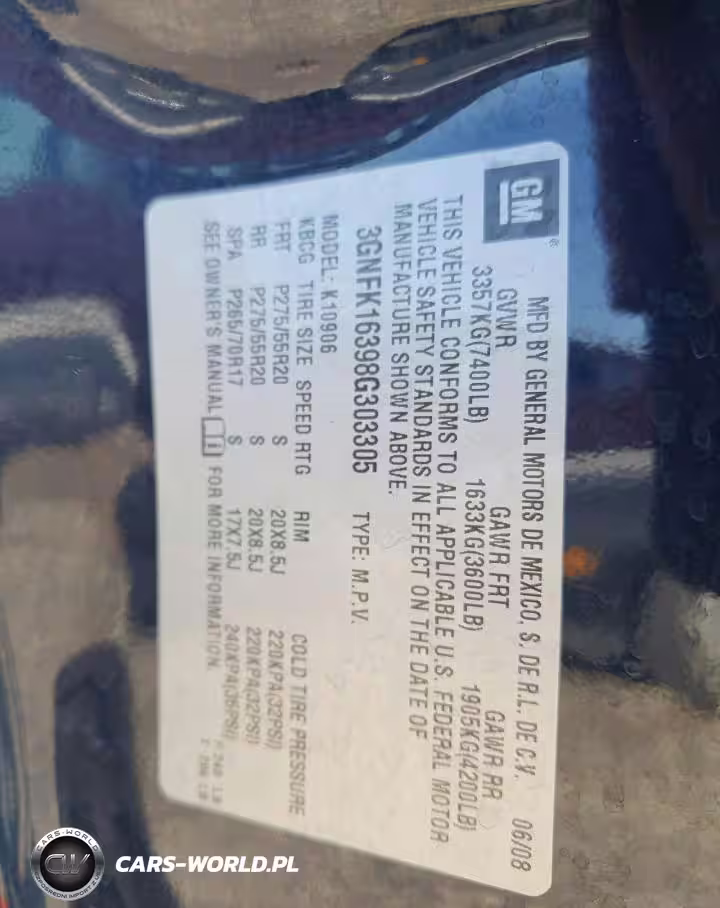 GM
MFD BY GENERAL MOTORS DE MEXICO, S. DE R.L. DE C.V. 06/08
GVWR GAWR FRT GAWR RR
3357KG(7400LB) 1633KG(3600LB) 1905KG(4200LB)
THIS VEHICLE CONFORMS TO ALL APPLICABLE U.S. FEDERAL MOTOR
VEHICLE SAFETY STANDARDS IN EFFECT ON THE DATE OF
MANUFACTURE SHOWN ABOVE.
3GNFK16398G303305 TYPE: M.P.V.
MODEL: K10906
KBCG TIRE SIZE SPEED RTG RIM COLD TIRE PRESSURE
FRT P275/55R20 S 20X8.5J 220KPA(32PSI)
RR P275/55R20 S 20X8.5J 220KPA(32PSI)
SPA P265/70R17 S 17X7.5J 240KPA(35PSI)
SEE OWNER'S MANUAL i FOR MORE INFORMATION.
CARS-WORLD
CW
CARS-WORLD.PL